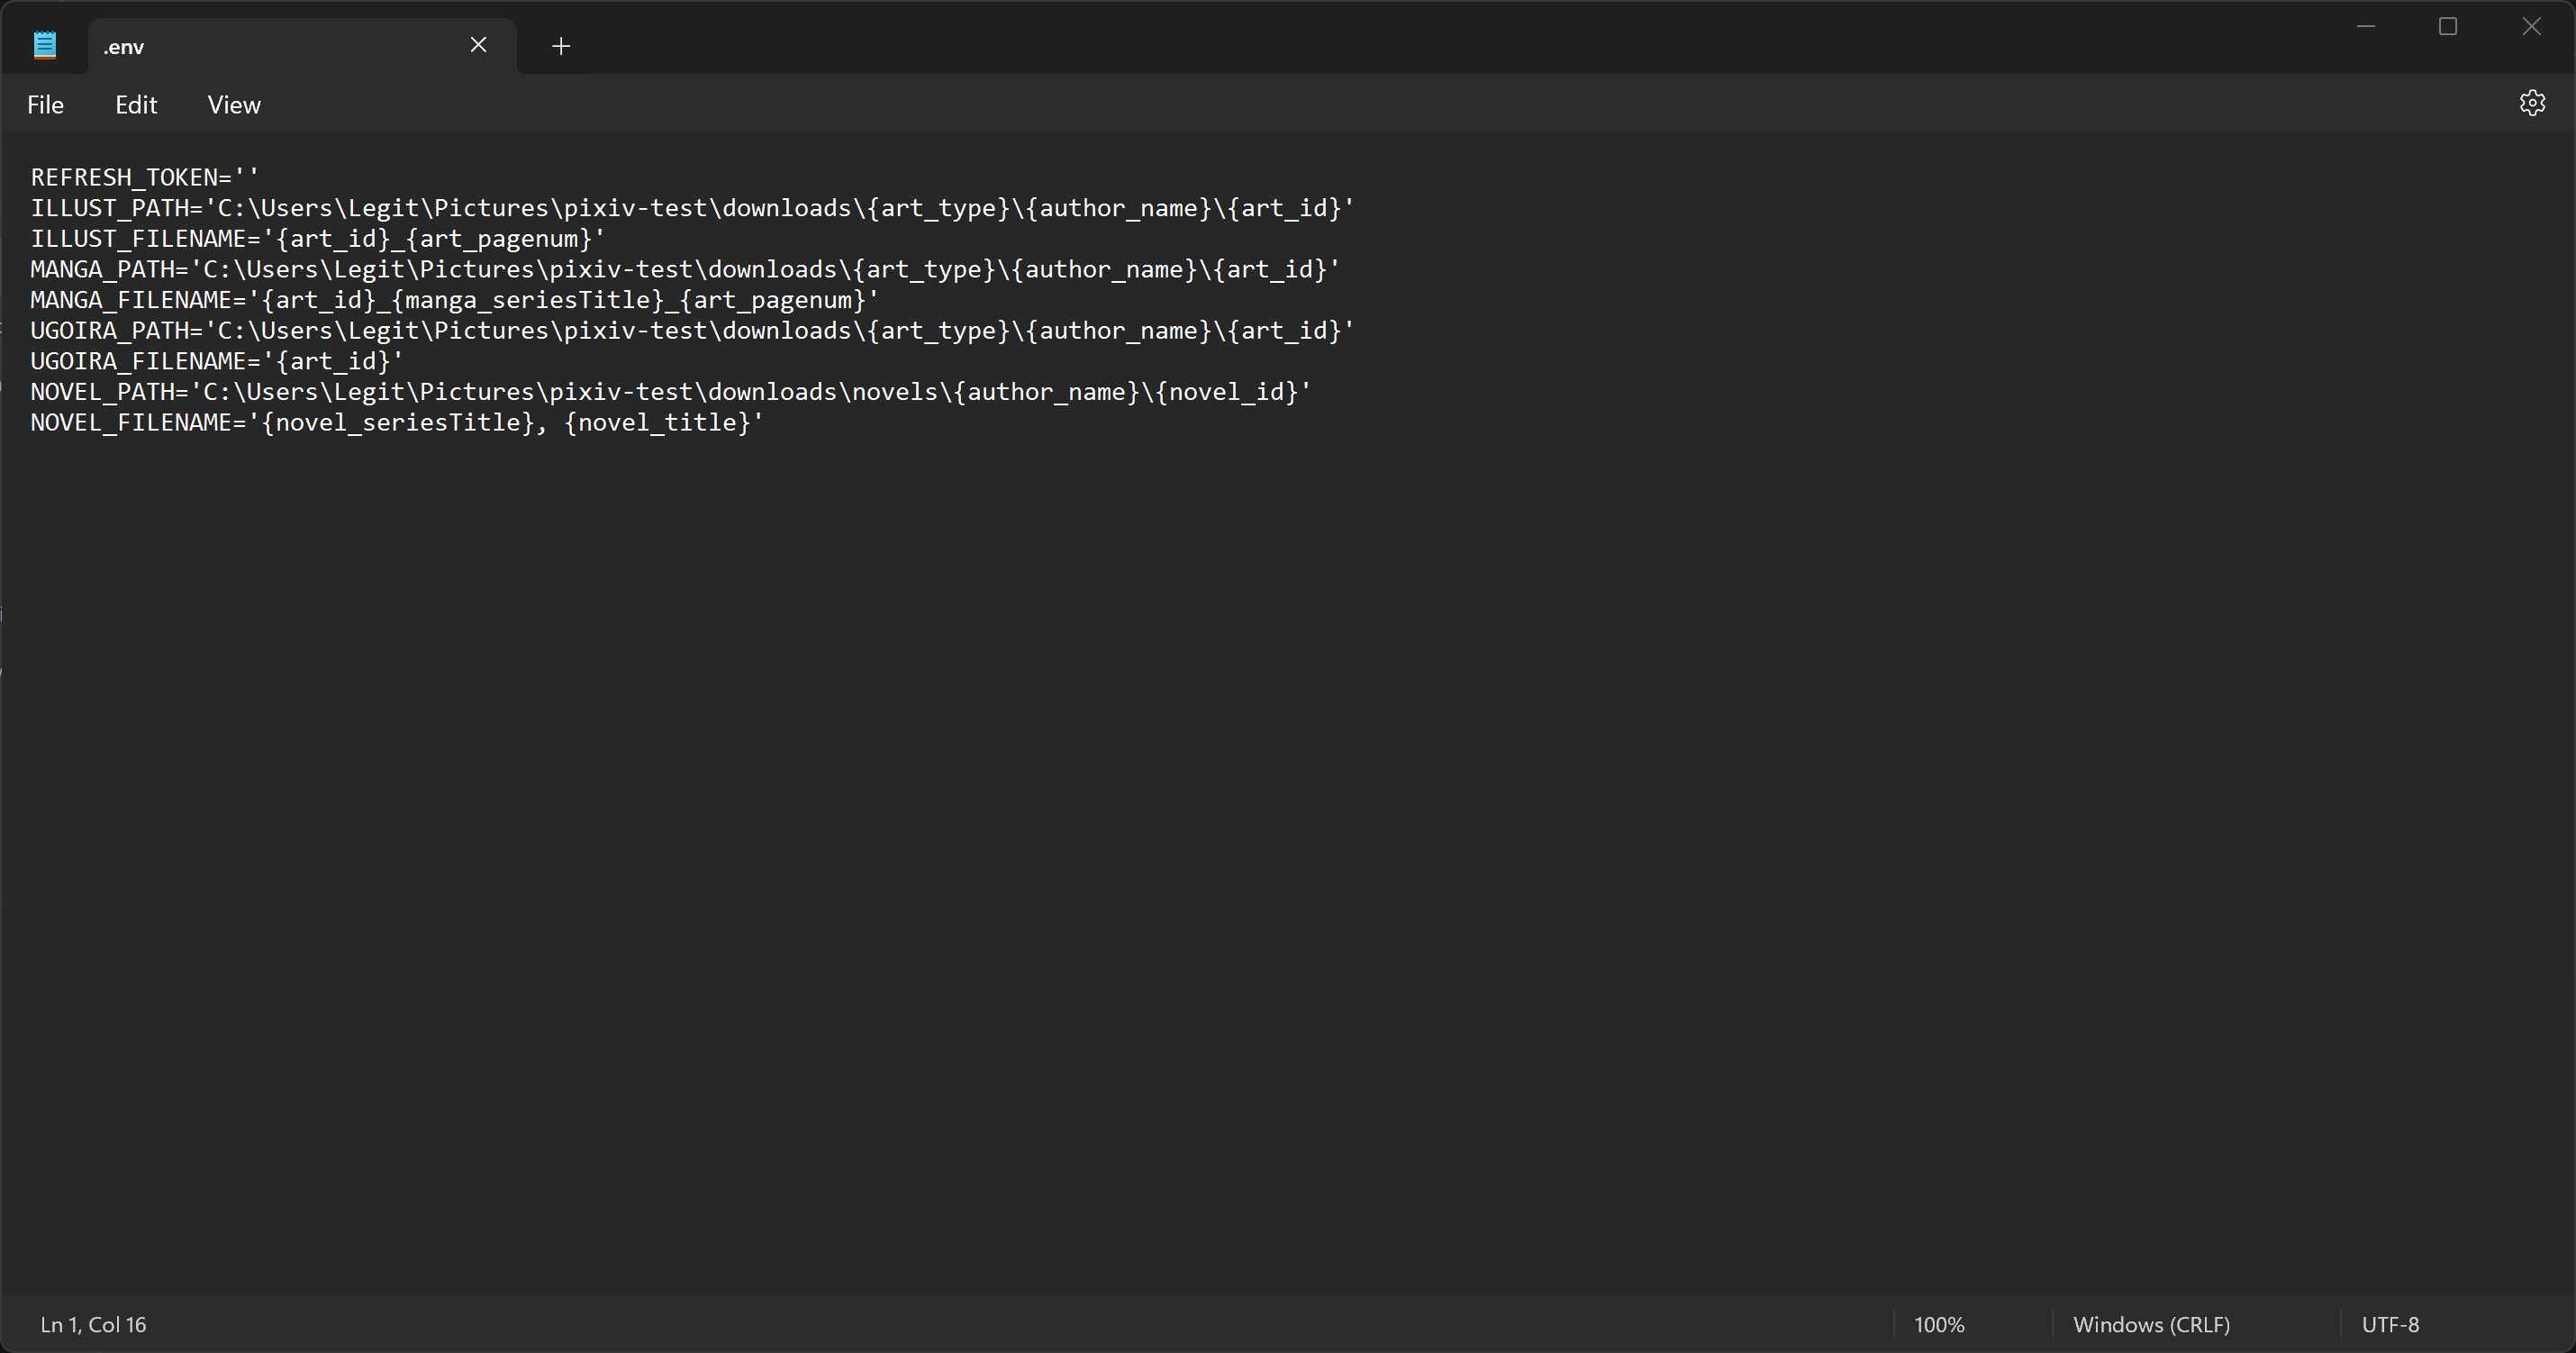 .env
File Edit View
REFRESH_TOKEN=''
ILLUST_PATH='C:\Users\Legit\Pictures\pixiv-test\downloads\{art_type}\{author_name}\{art_id}'
ILLUST_FILENAME='{art_id}_{art_pagenum}'
MANGA_PATH='C:\Users\Legit\Pictures\pixiv-test\downloads\{art_type}\{author_name}\{art_id}'
MANGA_FILENAME='{art_id}_{manga_seriesTitle}_{art_pagenum}'
UGOIRA_PATH='C:\Users\Legit\Pictures\pixiv-test\downloads\{art_type}\{author_name}\{art_id}'
UGOIRA_FILENAME='{art_id}'
NOVEL_PATH='C:\Users\Legit\Pictures\pixiv-test\downloads\novels\{author_name}\{novel_id}'
NOVEL_FILENAME='{novel_seriesTitle}, {novel_title}'
Ln 1, Col 16 100% Windows (CRLF) UTF-8